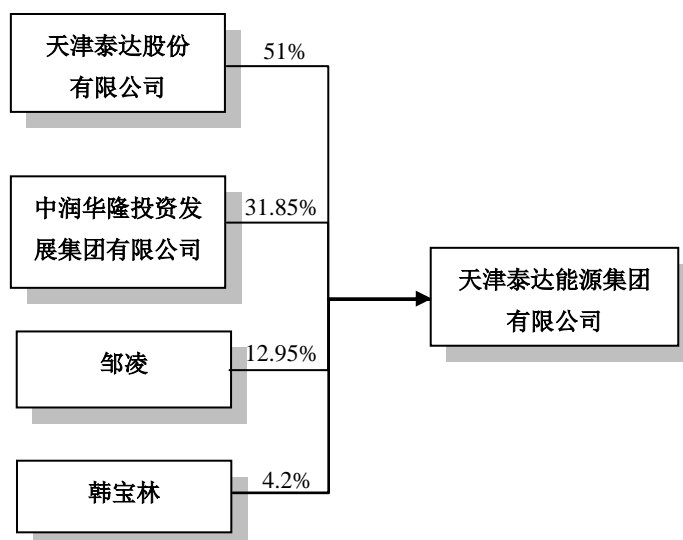 天津泰达股份
有限公司
51%
中润华隆投资发
展集团有限公司
31.85%
天津泰达能源集团
有限公司
邹凌
12.95%
韩宝林
4.2%